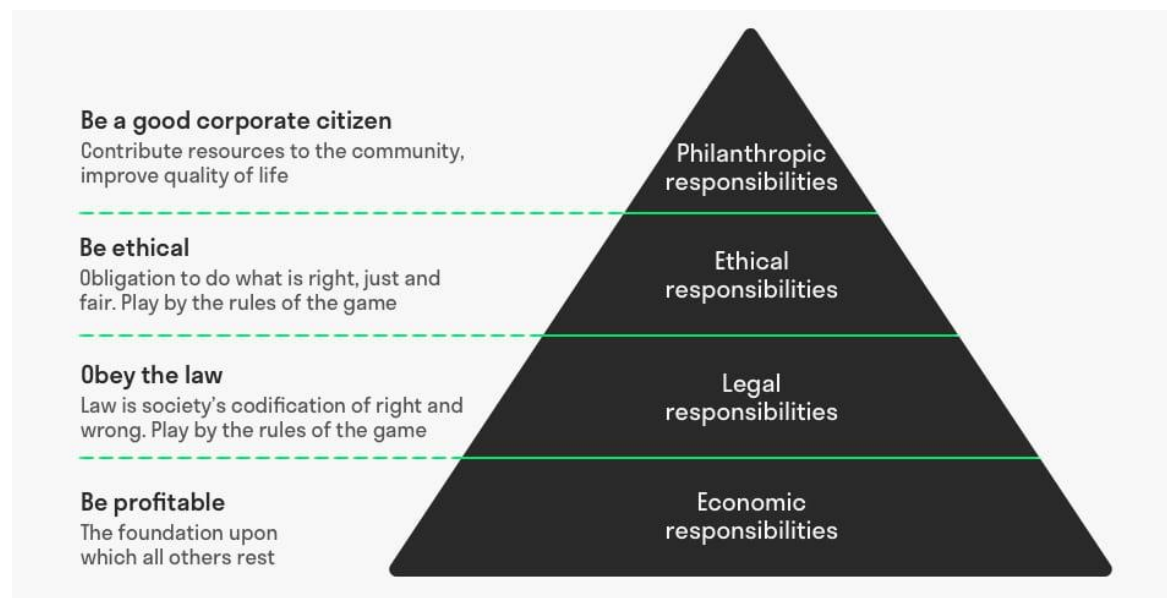 Be a good corporate citizen
Contribute resources to the community,
improve quality of life
Philanthropic
responsibilities
Be ethical
Obligation to do what is right, just and
fair. Play by the rules of the game
Ethical
responsibilities
Obey the law
Law is society’s codification of right and
wrong. Play by the rules of the game
Legal
responsibilities
Be profitable
The foundation upon
which all others rest
Economic
responsibilities